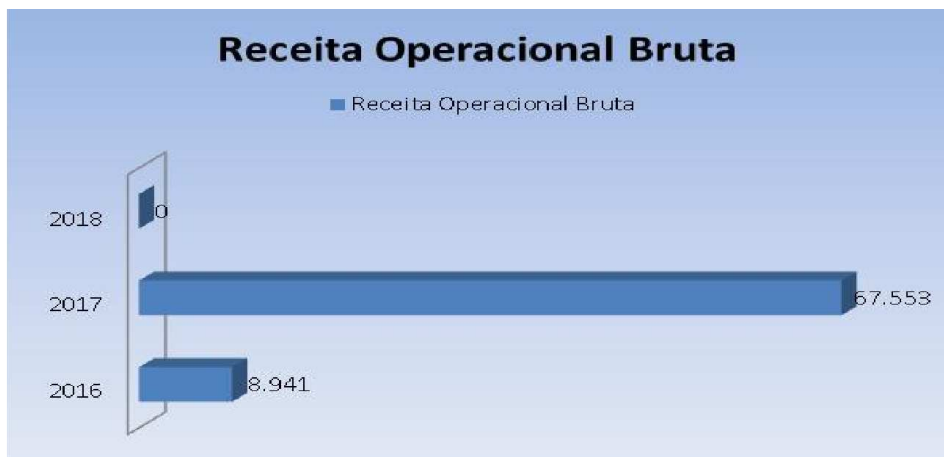 Receita Operacional Bruta
Receita Operacional Bruta
2018 0
2017 67.553
2016 8.941